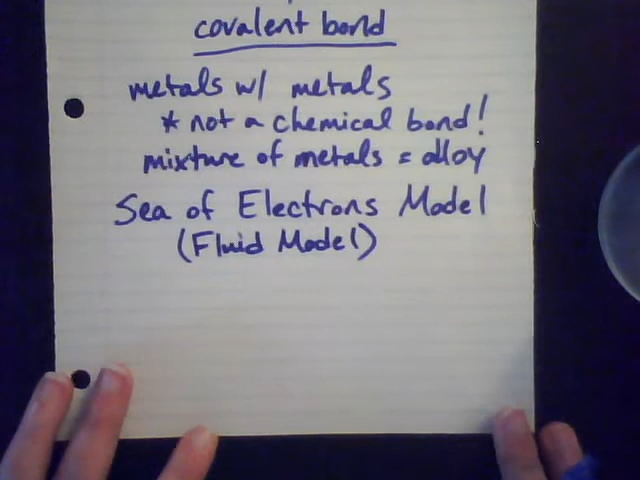 covalent bond
metals w/ metals
* not a chemical bond!
mixture of metals = alloy
Sea of Electrons Model
(Fluid Model)